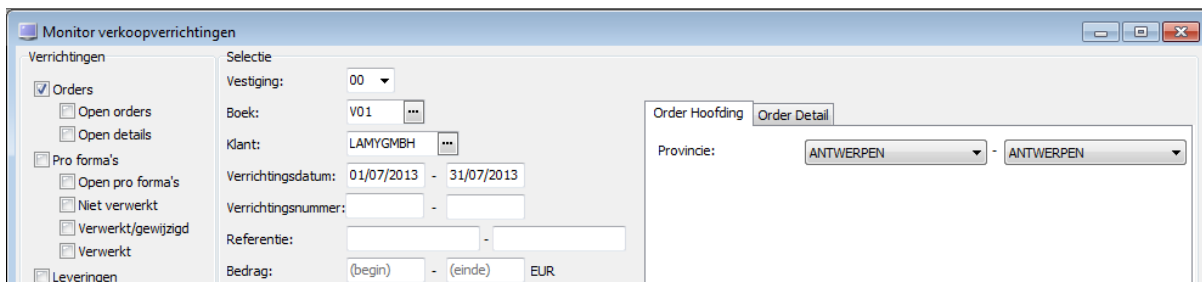 Monitor verkoopverrichtingen
Verrichtingen
Orders
Open orders
Open details
Pro forma's
Open pro forma's
Niet verwerkt
Verwerkt/gewijzigd
Verwerkt
Leveringen
Selectie
Vestiging: 00
Boek: V01 ...
Klant: LAMYGMBH ...
Verrichtingsdatum: 01/07/2013 - 31/07/2013
Verrichtingsnummer: -
Referentie: -
Bedrag: (begin) - (einde) EUR
Order Hoofding Order Detail
Provincie: ANTWERPEN - ANTWERPEN